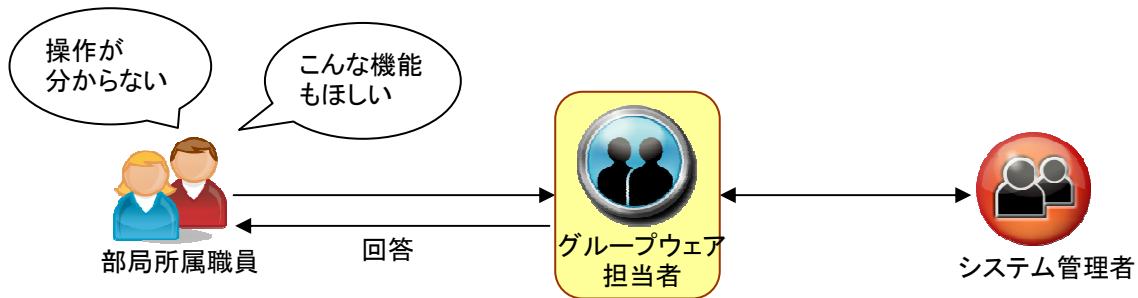 操作が
分からない
こんな機能
もほしい
回答
部局所属職員
グループウェア
担当者
システム管理者